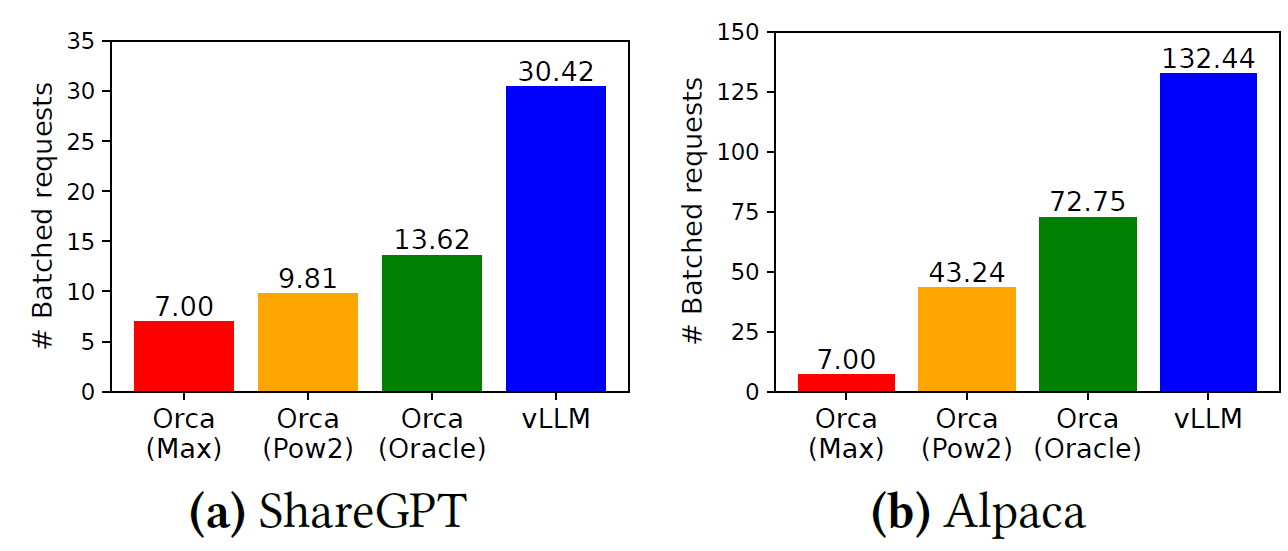 # Batched requests
35
30
25
20
15
10
5
0
7.00
9.81
13.62
30.42
Orca
(Max)
Orca
(Pow2)
Orca
(Oracle)
vLLM
(a) ShareGPT
# Batched requests
150
125
100
75
50
25
0
7.00
43.24
72.75
132.44
Orca
(Max)
Orca
(Pow2)
Orca
(Oracle)
vLLM
(b) Alpaca